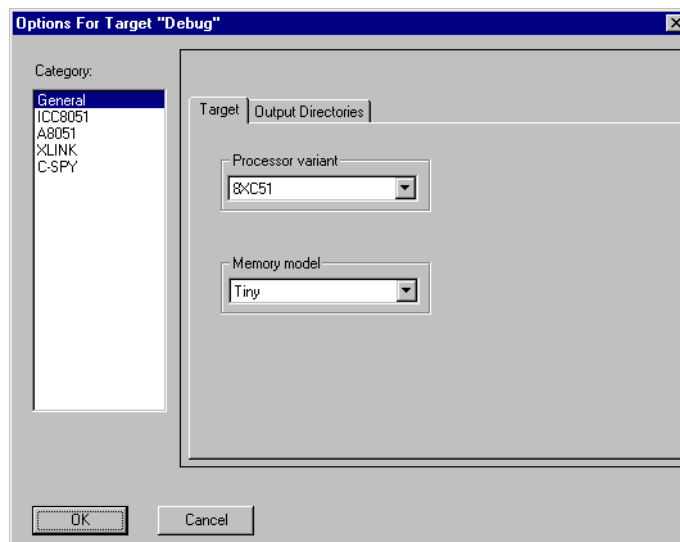 Options For Target "Debug"
Category:
General
ICC8051
A8051
XLINK
C-SPY
Target
Output Directories
Processor variant
8XC51
Memory model
Tiny
OK
Cancel